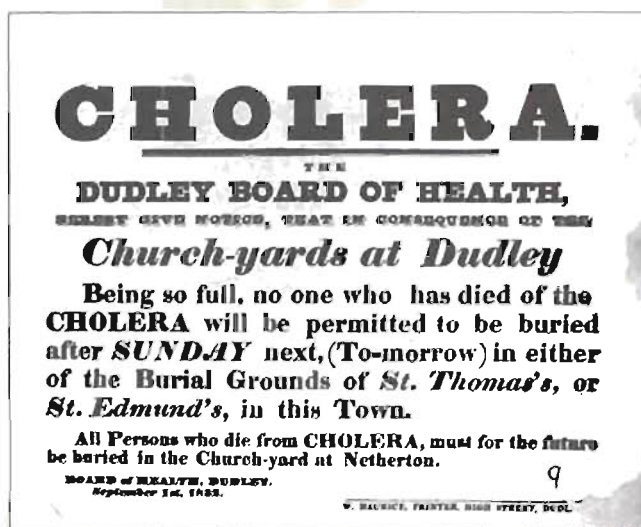 CHOLERA.
THE
DUDLEY BOARD OF HEALTH,
HEREBY GIVE NOTICE, THAT IN CONSEQUENCE OF THE
Church-yards at Dudley
Being so full, no one who has died of the
CHOLERA will be permitted to be buried
after SUNDAY next, (To-morrow) in either
of the Burial Grounds of St. Thomas's, or
St. Edmund's, in this Town.
All Persons who die from CHOLERA, must for the future
be buried in the Church-yard at Netherton.
BOARD of HEALTH, DUDLEY.
September 1st, 1832.
9
W. MAURICE, PRINTER, HIGH STREET, DUDL